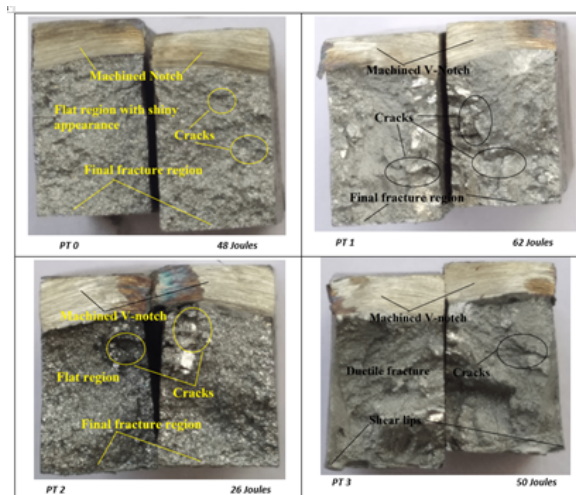 Machined Notch
Flat region with shiny
appearance
Cracks
Final fracture region
PT 0 48 Joules
Machined V-Notch
Cracks
Final fracture region
PT 1 62 Joules
Machined V-notch
Flat region
Cracks
Final fracture region
PT 2 26 Joules
Machined V-notch
Ductile fracture
Cracks
Shear lips
PT 3 50 Joules